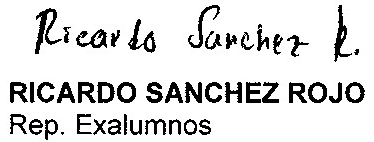 Ricardo Sanchez R.
RICARDO SANCHEZ ROJO
Rep. Exalumnos